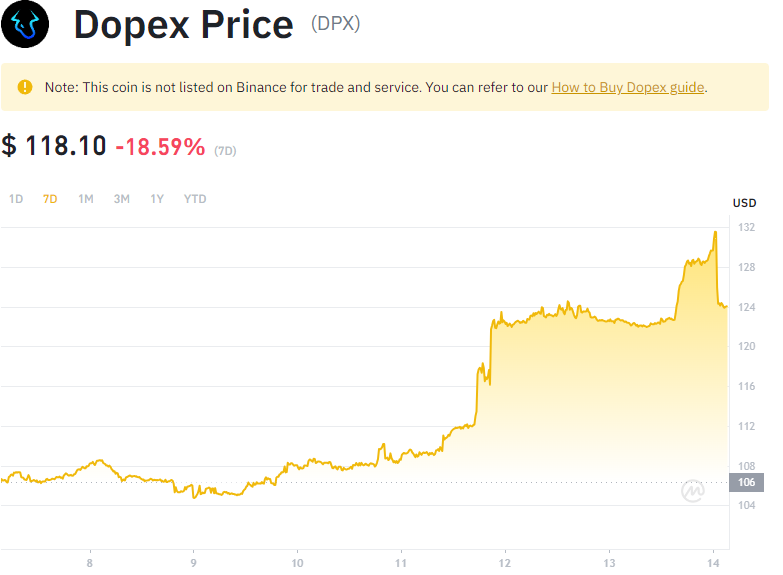 Dopex Price (DPX)
Note: This coin is not listed on Binance for trade and service. You can refer to our How to Buy Dopex guide.
$ 118.10 -18.59% (7D)
1D 7D 1M 3M 1Y YTD
USD
132
128
124
120
116
112
108
106
104
8 9 10 11 12 13 14